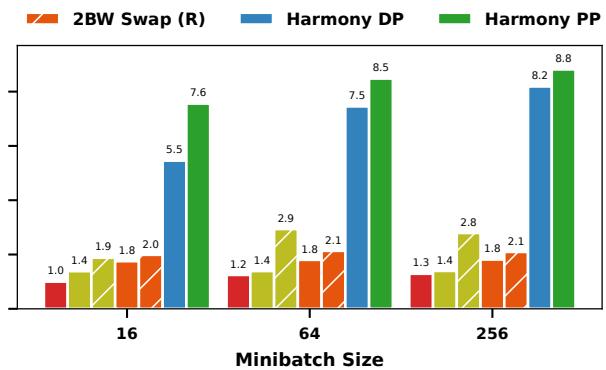 2BW Swap (R) Harmony DP Harmony PP
1.0 1.4 1.9 1.8 2.0 5.5 7.6
1.2 1.4 2.9 1.8 2.1 7.5 8.5
1.3 1.4 2.8 1.8 2.1 8.2 8.8
16 64 256
Minibatch Size